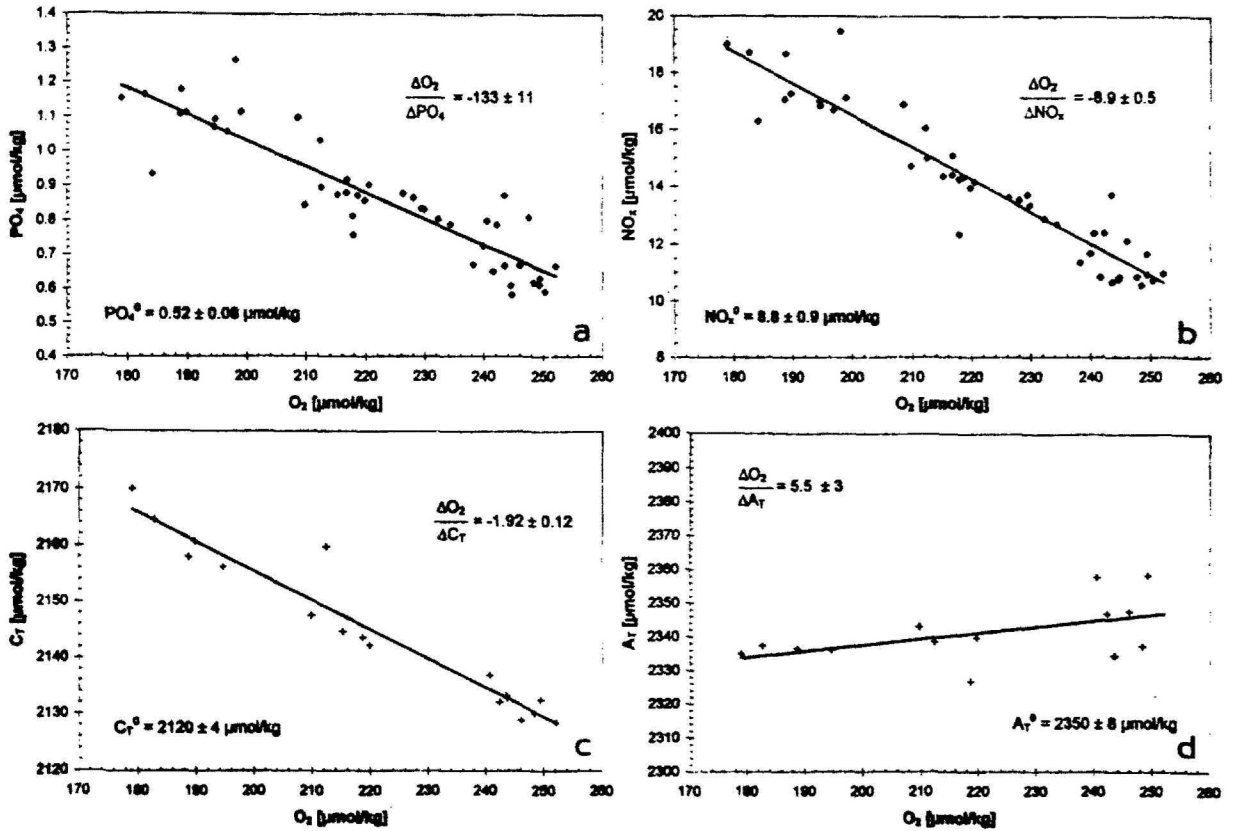 1.4
1.3
1.2
1.1
1.0
0.9
0.8
0.7
0.6
0.5
0.4
PO₄ [µmol/kg]
ΔO₂
ΔPO₄
= -133 ± 11
PO₄⁰ = 0.52 ± 0.08 µmol/kg
a
170 180 190 200 210 220 230 240 250 260
O₂ [µmol/kg]
20
18
16
14
12
10
8
NOₓ [µmol/kg]
ΔO₂
ΔNOₓ
= -8.9 ± 0.5
NOₓ⁰ = 8.8 ± 0.9 µmol/kg
b
170 180 190 200 210 220 230 240 250 260
O₂ [µmol/kg]
2180
2170
2160
2150
2140
2130
2120
C_T [µmol/kg]
ΔO₂
ΔC_T
= -1.92 ± 0.12
C_T⁰ = 2120 ± 4 µmol/kg
c
170 180 190 200 210 220 230 240 250 260
O₂ [µmol/kg]
2400
2390
2380
2370
2360
2350
2340
2330
2320
2310
2300
A_T [µmol/kg]
ΔO₂
ΔA_T
= 5.5 ± 3
A_T⁰ = 2350 ± 8 µmol/kg
d
170 180 190 200 210 220 230 240 250 260
O₂ [µmol/kg]